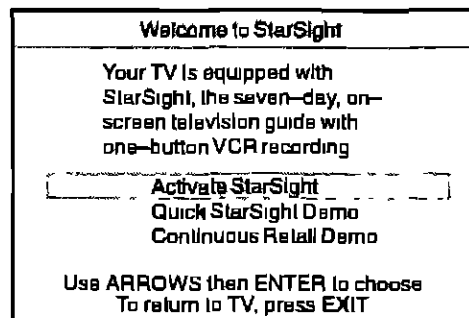 Welcome to StarSight
Your TV is equipped with
StarSight, the seven–day, on–
screen television guide with
one–button VCR recording
Activate StarSight
Quick StarSight Demo
Continuous Retail Demo
Use ARROWS then ENTER to choose
To return to TV, press EXIT